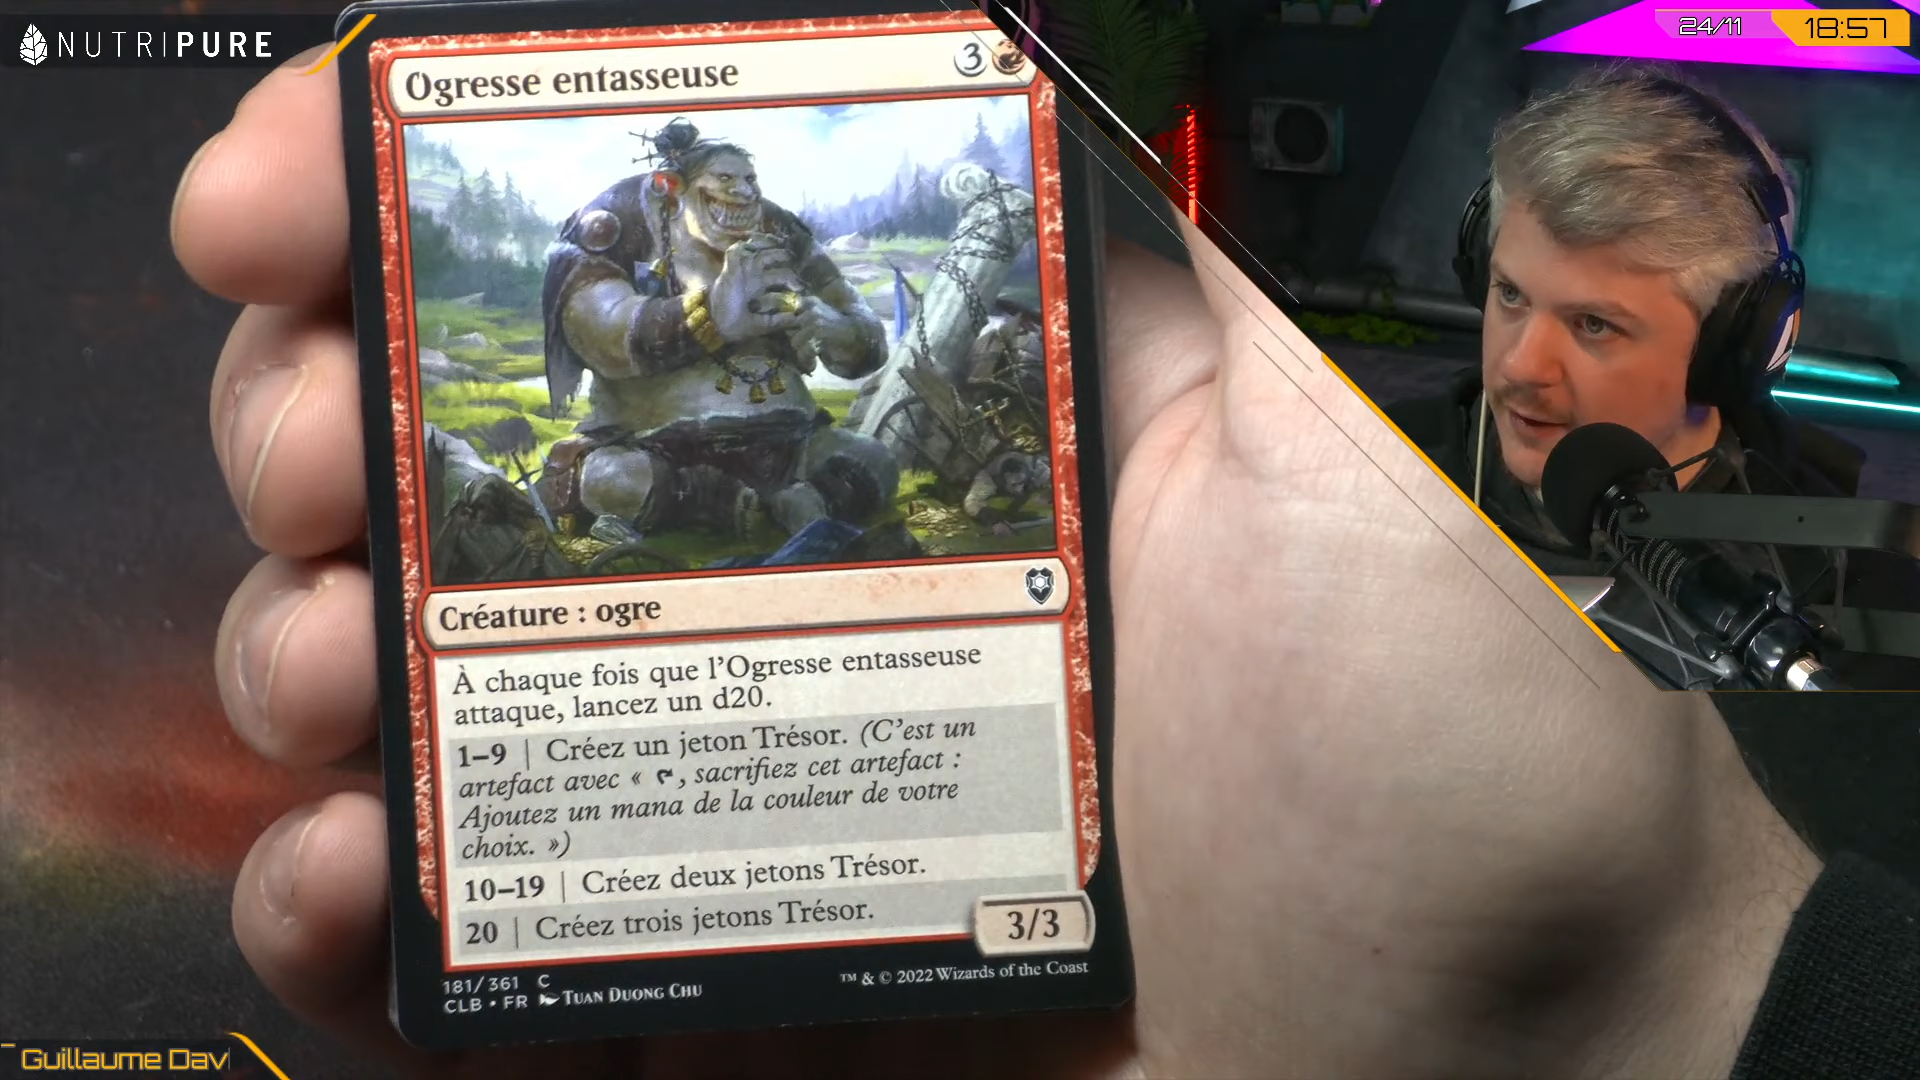 NUTRIPURE
24/11
18:57
Ogresse entasseuse
3
Créature : ogre
À chaque fois que l'Ogresse entasseuse
attaque, lancez un d20.
1–9 | Créez un jeton Trésor. (C'est un
artefact avec « , sacrifiez cet artefact :
Ajoutez un mana de la couleur de votre
choix. »)
10–19 | Créez deux jetons Trésor.
20 | Créez trois jetons Trésor.
3/3
181/361 C
CLB • FR TUAN DUONG CHU
™ & © 2022 Wizards of the Coast
Guillaume Dav